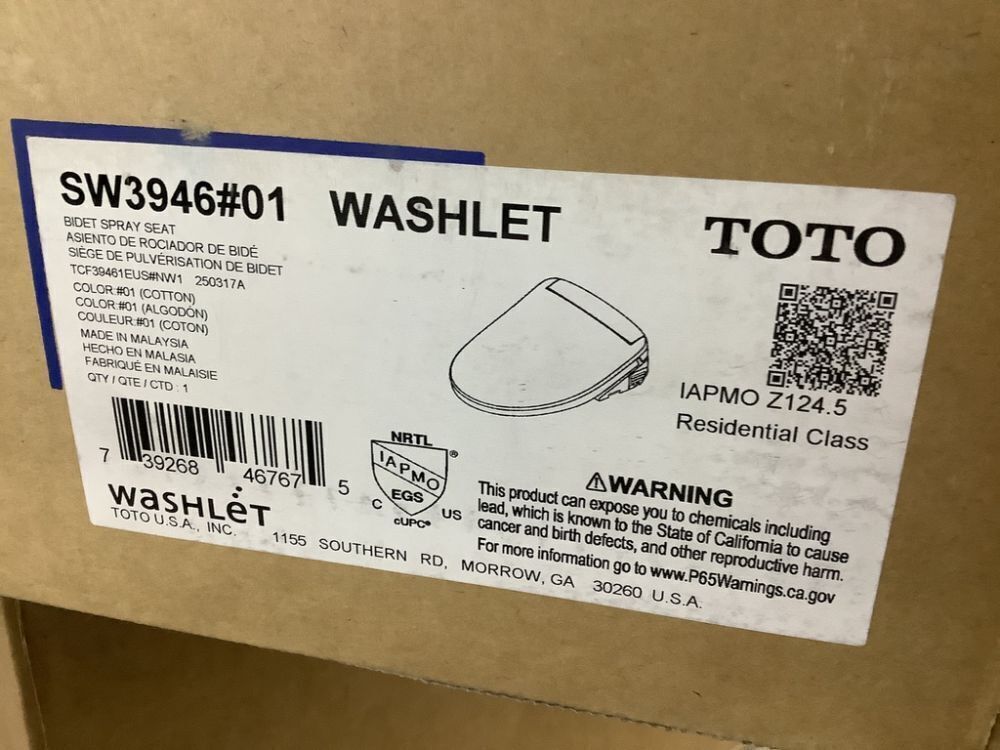 SW3946#01 WASHLET
TOTO
BIDET SPRAY SEAT
ASIENTO DE ROCIADOR DE BIDÉ
SIÈGE DE PULVÉRISATION DE BIDET
TCF39461EUS#NW1 250317A
COLOR:#01 (COTTON)
COLOR:#01 (ALGODÓN)
COULEUR:#01 (COTON)
MADE IN MALAYSIA
HECHO EN MALASIA
FABRIQUÉ EN MALAISIE
QTY / QTE / CTD : 1
7 39268 46767 5
IAPMO Z124.5
Residential Class
NRTL
IAPMO
EGS
®
C US
cUPC®
⚠WARNING
This product can expose you to chemicals including
lead, which is known to the State of California to cause
cancer and birth defects, and other reproductive harm.
For more information go to www.P65Warnings.ca.gov
WASHLET
TOTO U.S.A., INC. 1155 SOUTHERN RD, MORROW, GA 30260 U.S.A.